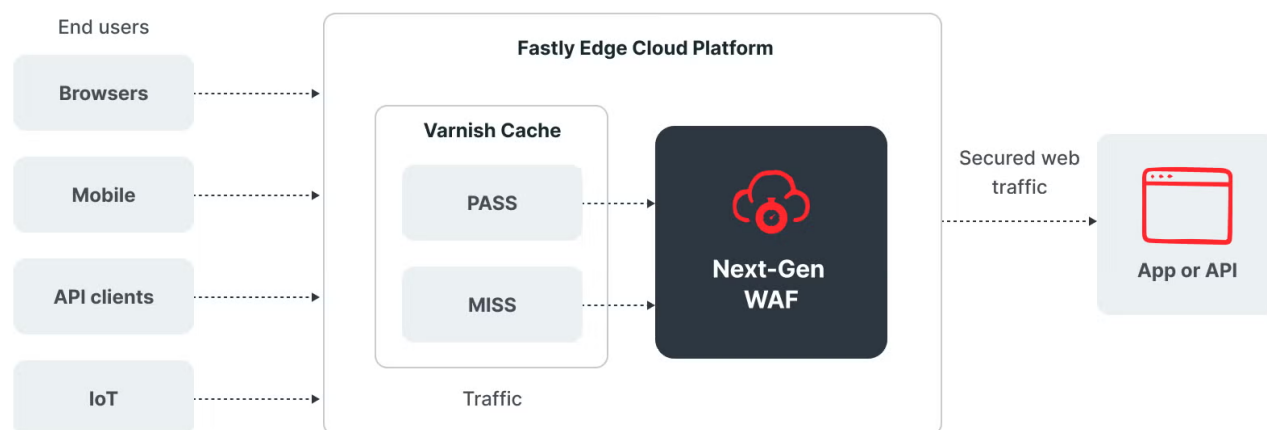 End users
Browsers
Mobile
API clients
IoT
Fastly Edge Cloud Platform
Varnish Cache
PASS
MISS
Traffic
Next-Gen
WAF
Secured web
traffic
App or API